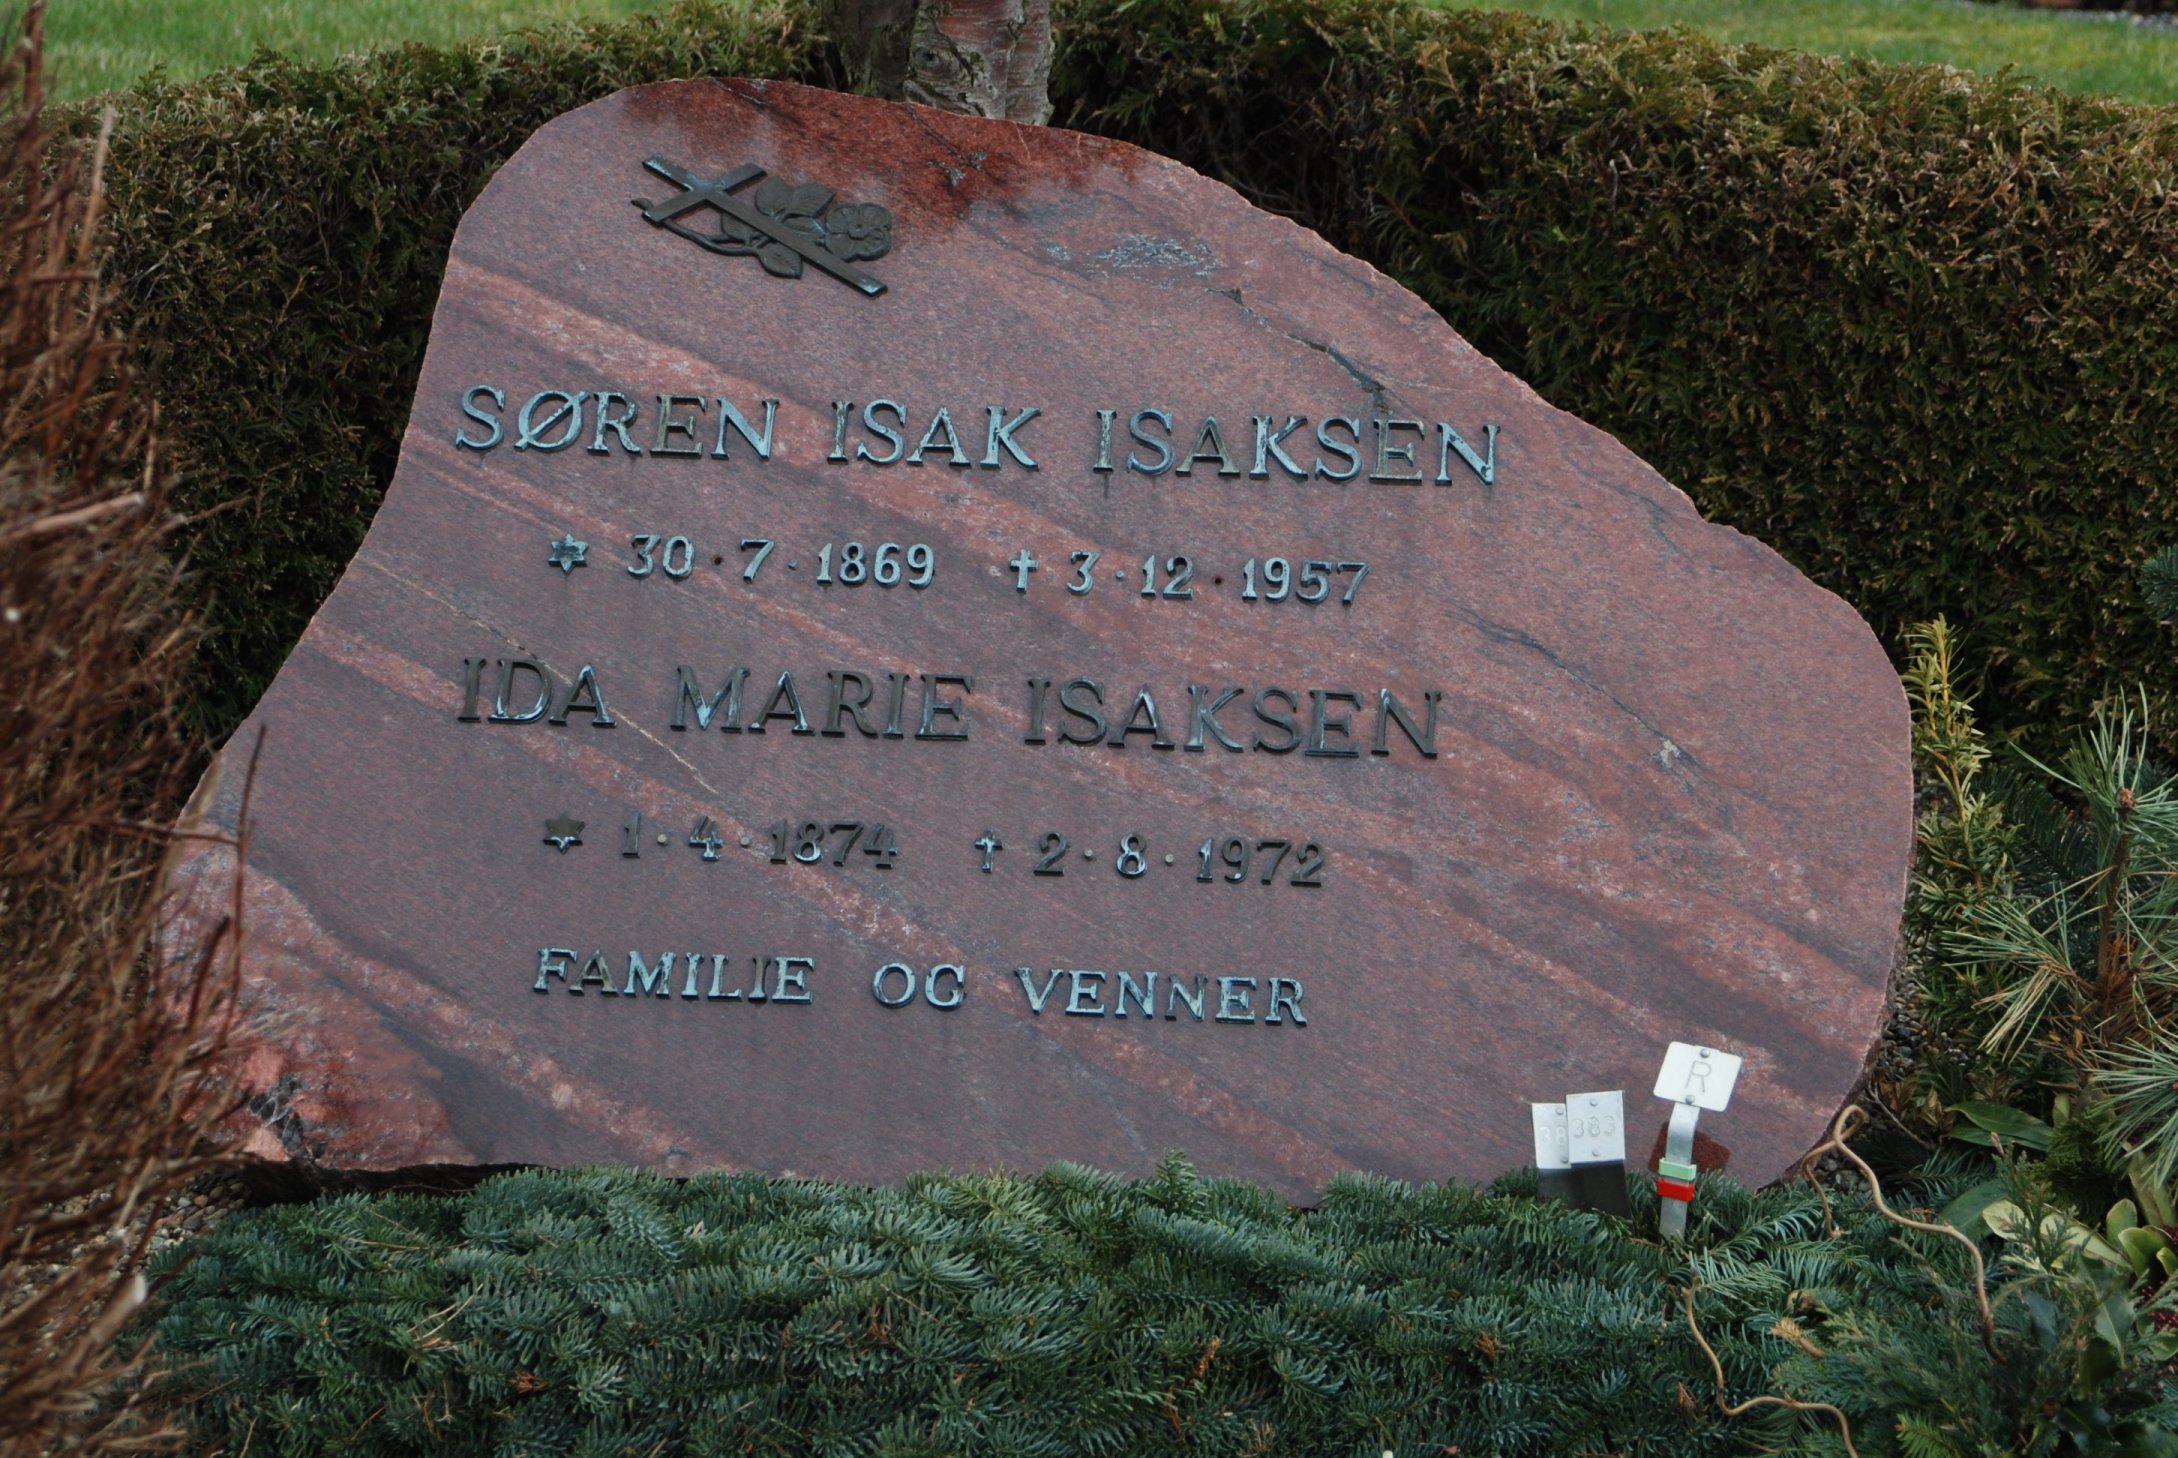 SØREN ISAK ISAKSEN
* 30·7·1869 † 3·12·1957
IDA MARIE ISAKSEN
* 1·4·1874 † 2·8·1972
FAMILIE OG VENNER
R
38
383